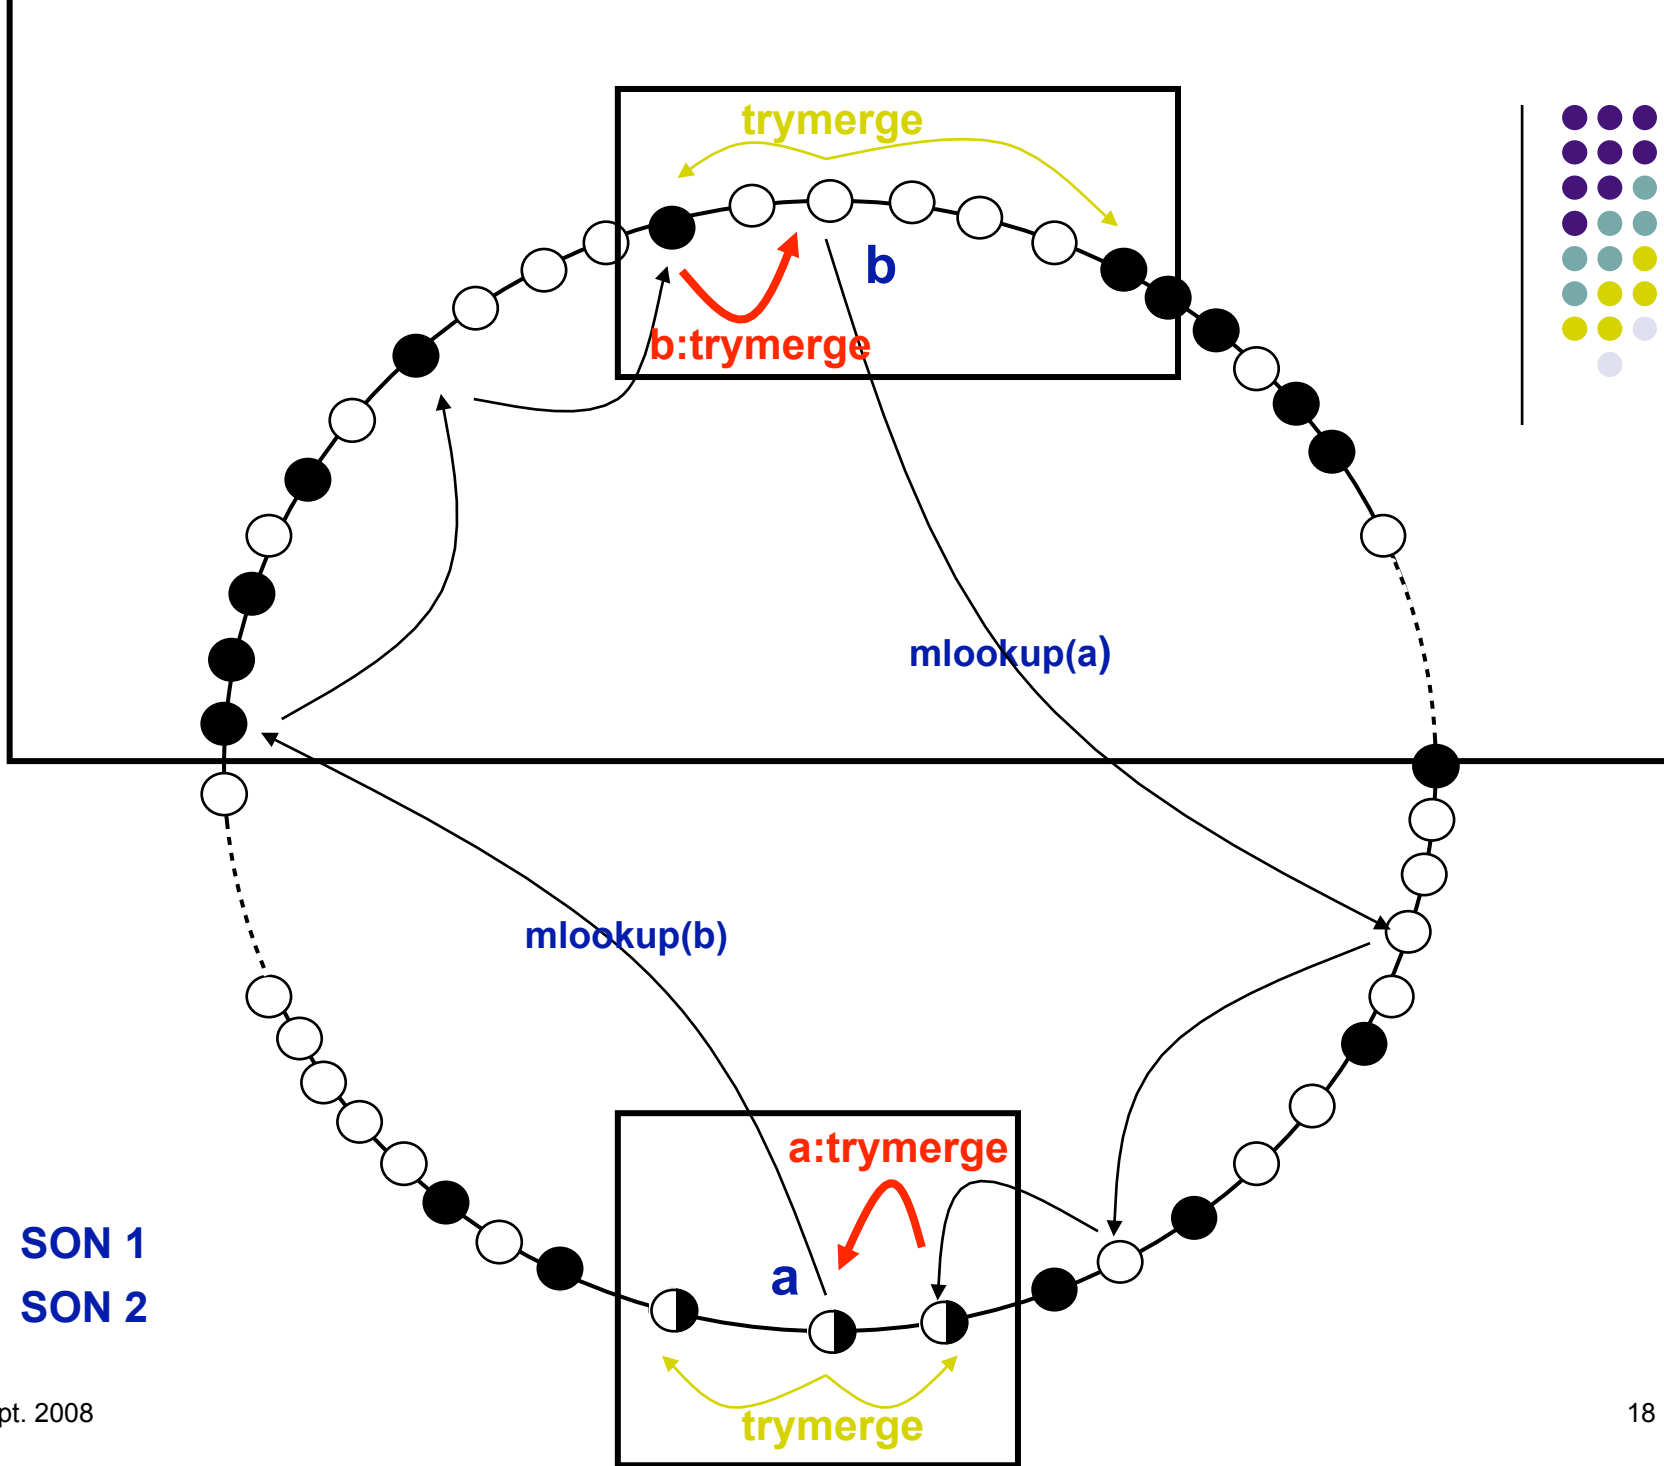 trymerge
b
b:trymerge
mlookup(a)
mlookup(b)
a:trymerge
a
SON 1
SON 2
trymerge
pt. 2008
18